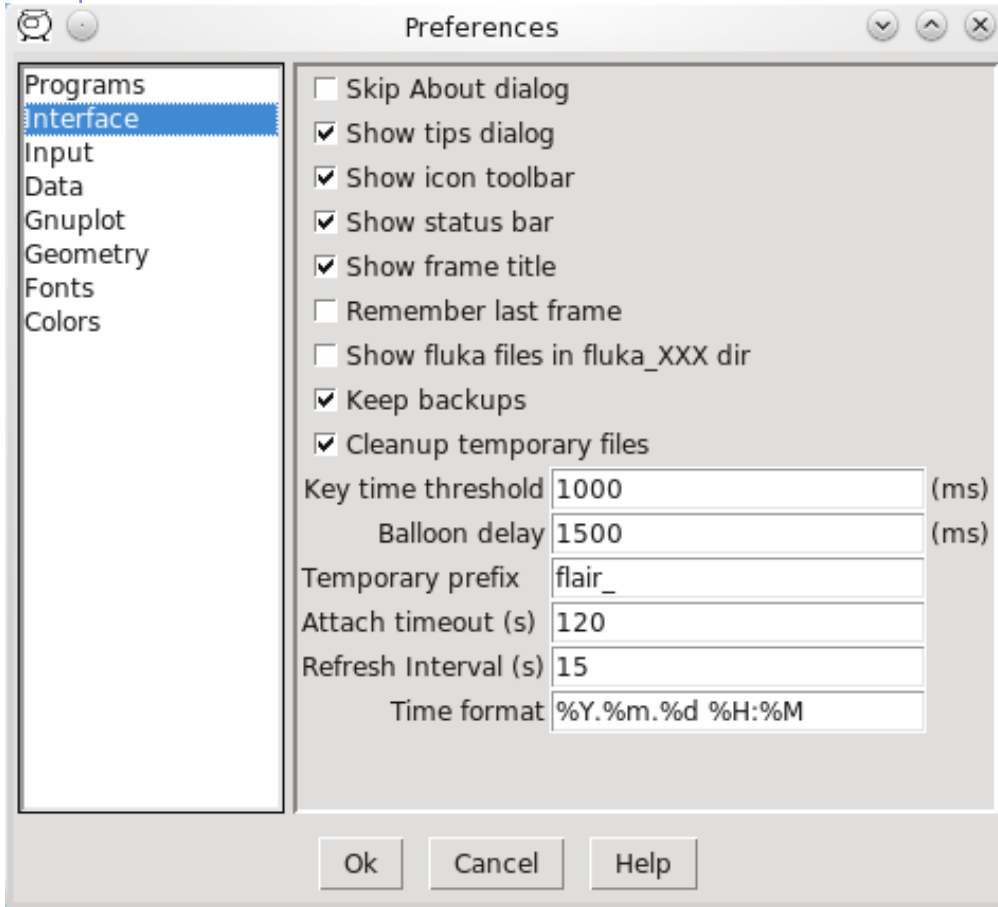 Preferences
Programs
Interface
Input
Data
Gnuplot
Geometry
Fonts
Colors
Skip About dialog
Show tips dialog
Show icon toolbar
Show status bar
Show frame title
Remember last frame
Show fluka files in fluka_XXX dir
Keep backups
Cleanup temporary files
Key time threshold 1000 (ms)
Balloon delay 1500 (ms)
Temporary prefix flair_
Attach timeout (s) 120
Refresh Interval (s) 15
Time format %Y.%m.%d %H:%M
Ok Cancel Help